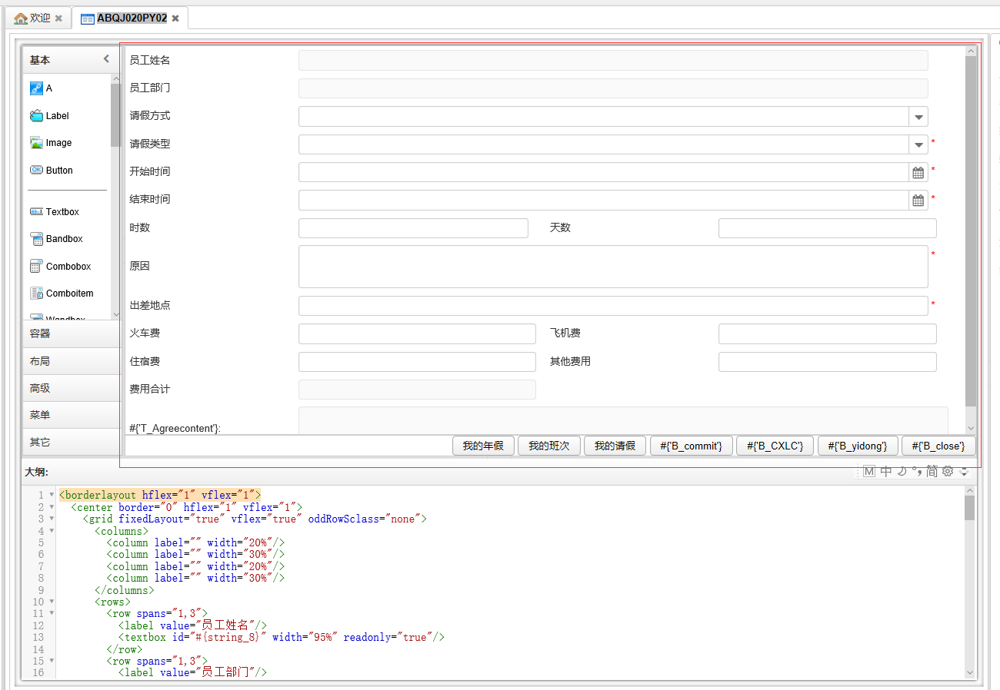 欢迎
ABQJ020PY02
基本
A
Label
Image
Button
Textbox
Bandbox
Combobox
Comboitem
容器
布局
高级
菜单
其它
员工姓名
员工部门
请假方式
请假类型 *
开始时间 *
结束时间 *
时数 天数
原因 *
出差地点 *
火车费 飞机费
住宿费 其他费用
费用合计
#{'T_Agreecontent'}:
我的年假 我的班次 我的请假 #{'B_commit'} #{'B_CXLC'} #{'B_yidong'} #{'B_close'}
大纲:
M 中 简
1 <borderlayout hflex="1" vflex="1">
2 <center border="0" hflex="1" vflex="1">
3 <grid fixedLayout="true" vflex="true" oddRowSclass="none">
4 <columns>
5 <column label="" width="20%"/>
6 <column label="" width="30%"/>
7 <column label="" width="20%"/>
8 <column label="" width="30%"/>
9 </columns>
10 <rows>
11 <row spans="1,3">
12 <label value="员工姓名"/>
13 <textbox id="#{string_8}" width="95%" readonly="true"/>
14 </row>
15 <row spans="1,3">
16 <label value="员工部门"/>